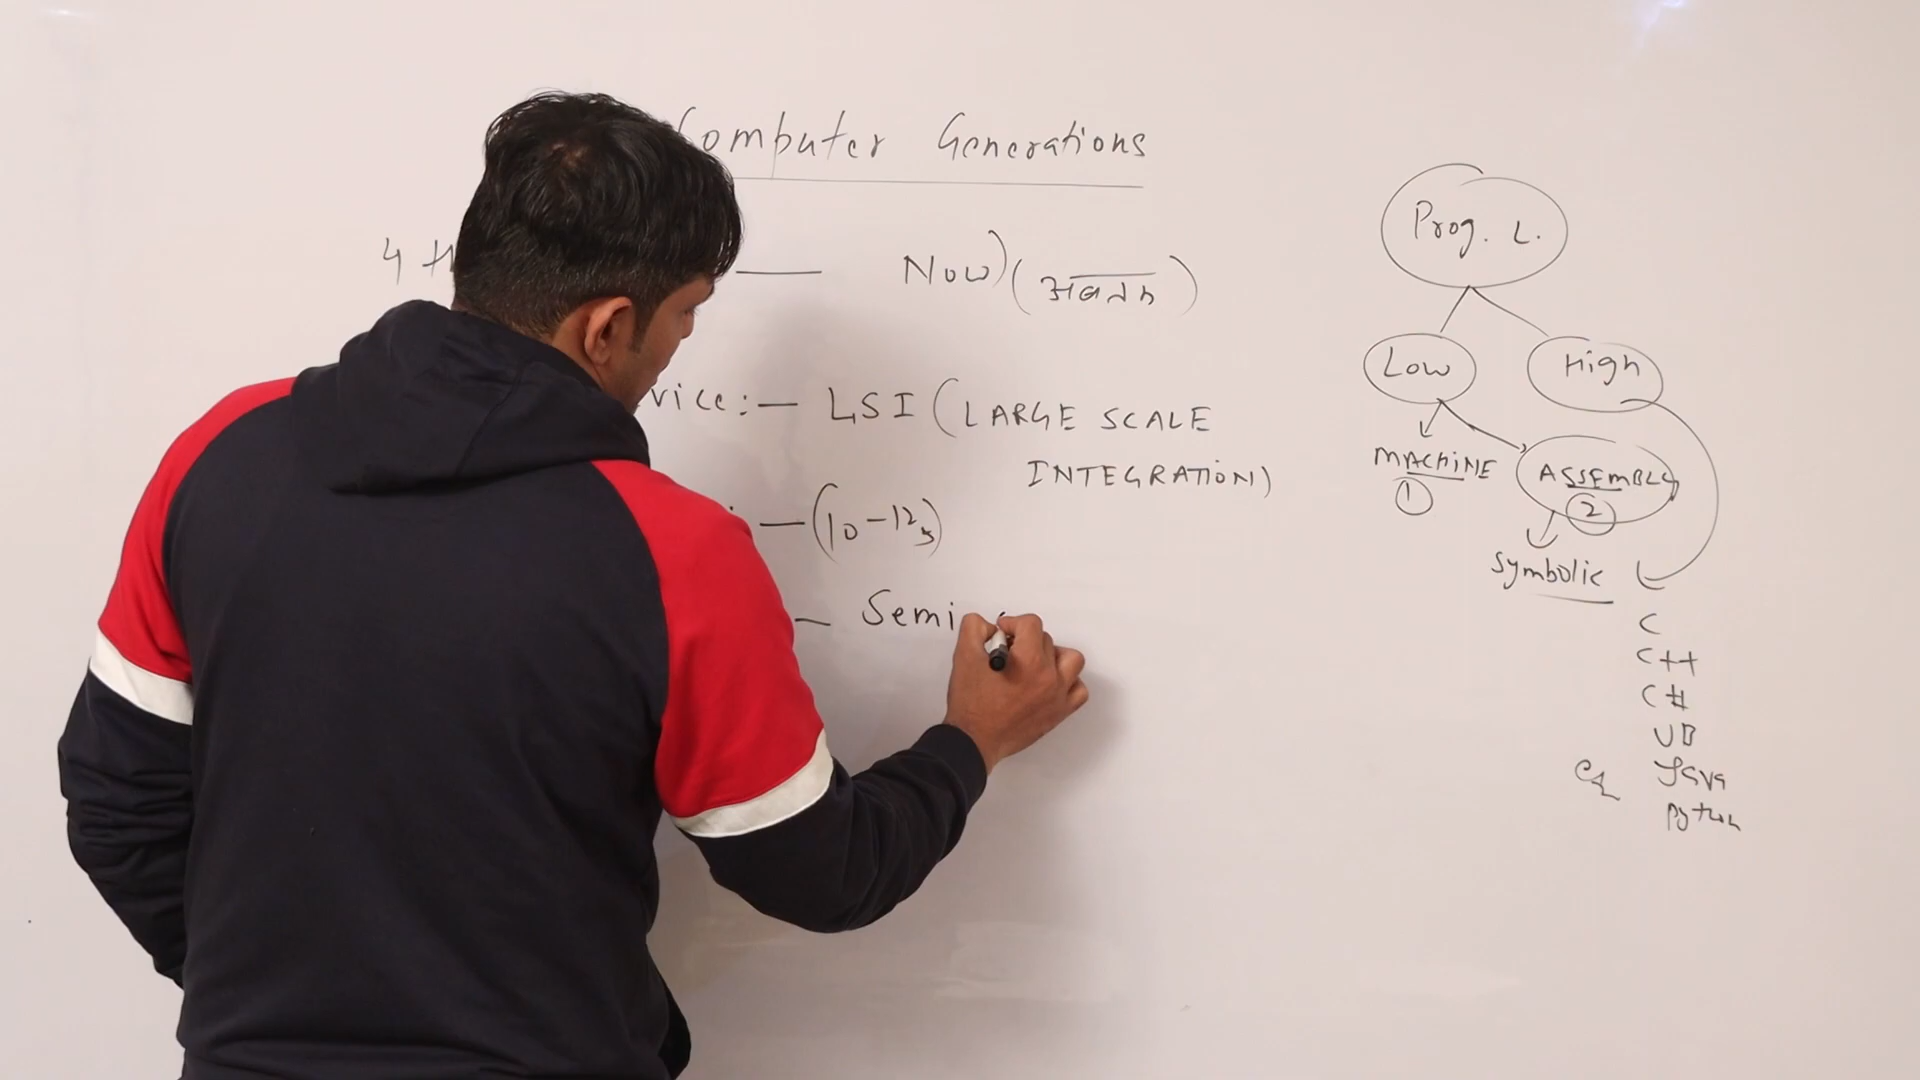 Computer Generations
4 th — Now) (अबतक)
vice:— LSI (LARGE SCALE
INTEGRATION)
— (10-12)
— Semi
Prog. L.
Low
High
MACHINE
1
ASSEMBLY
2
Symbolic
C
C++
C#
VB
Java
Python